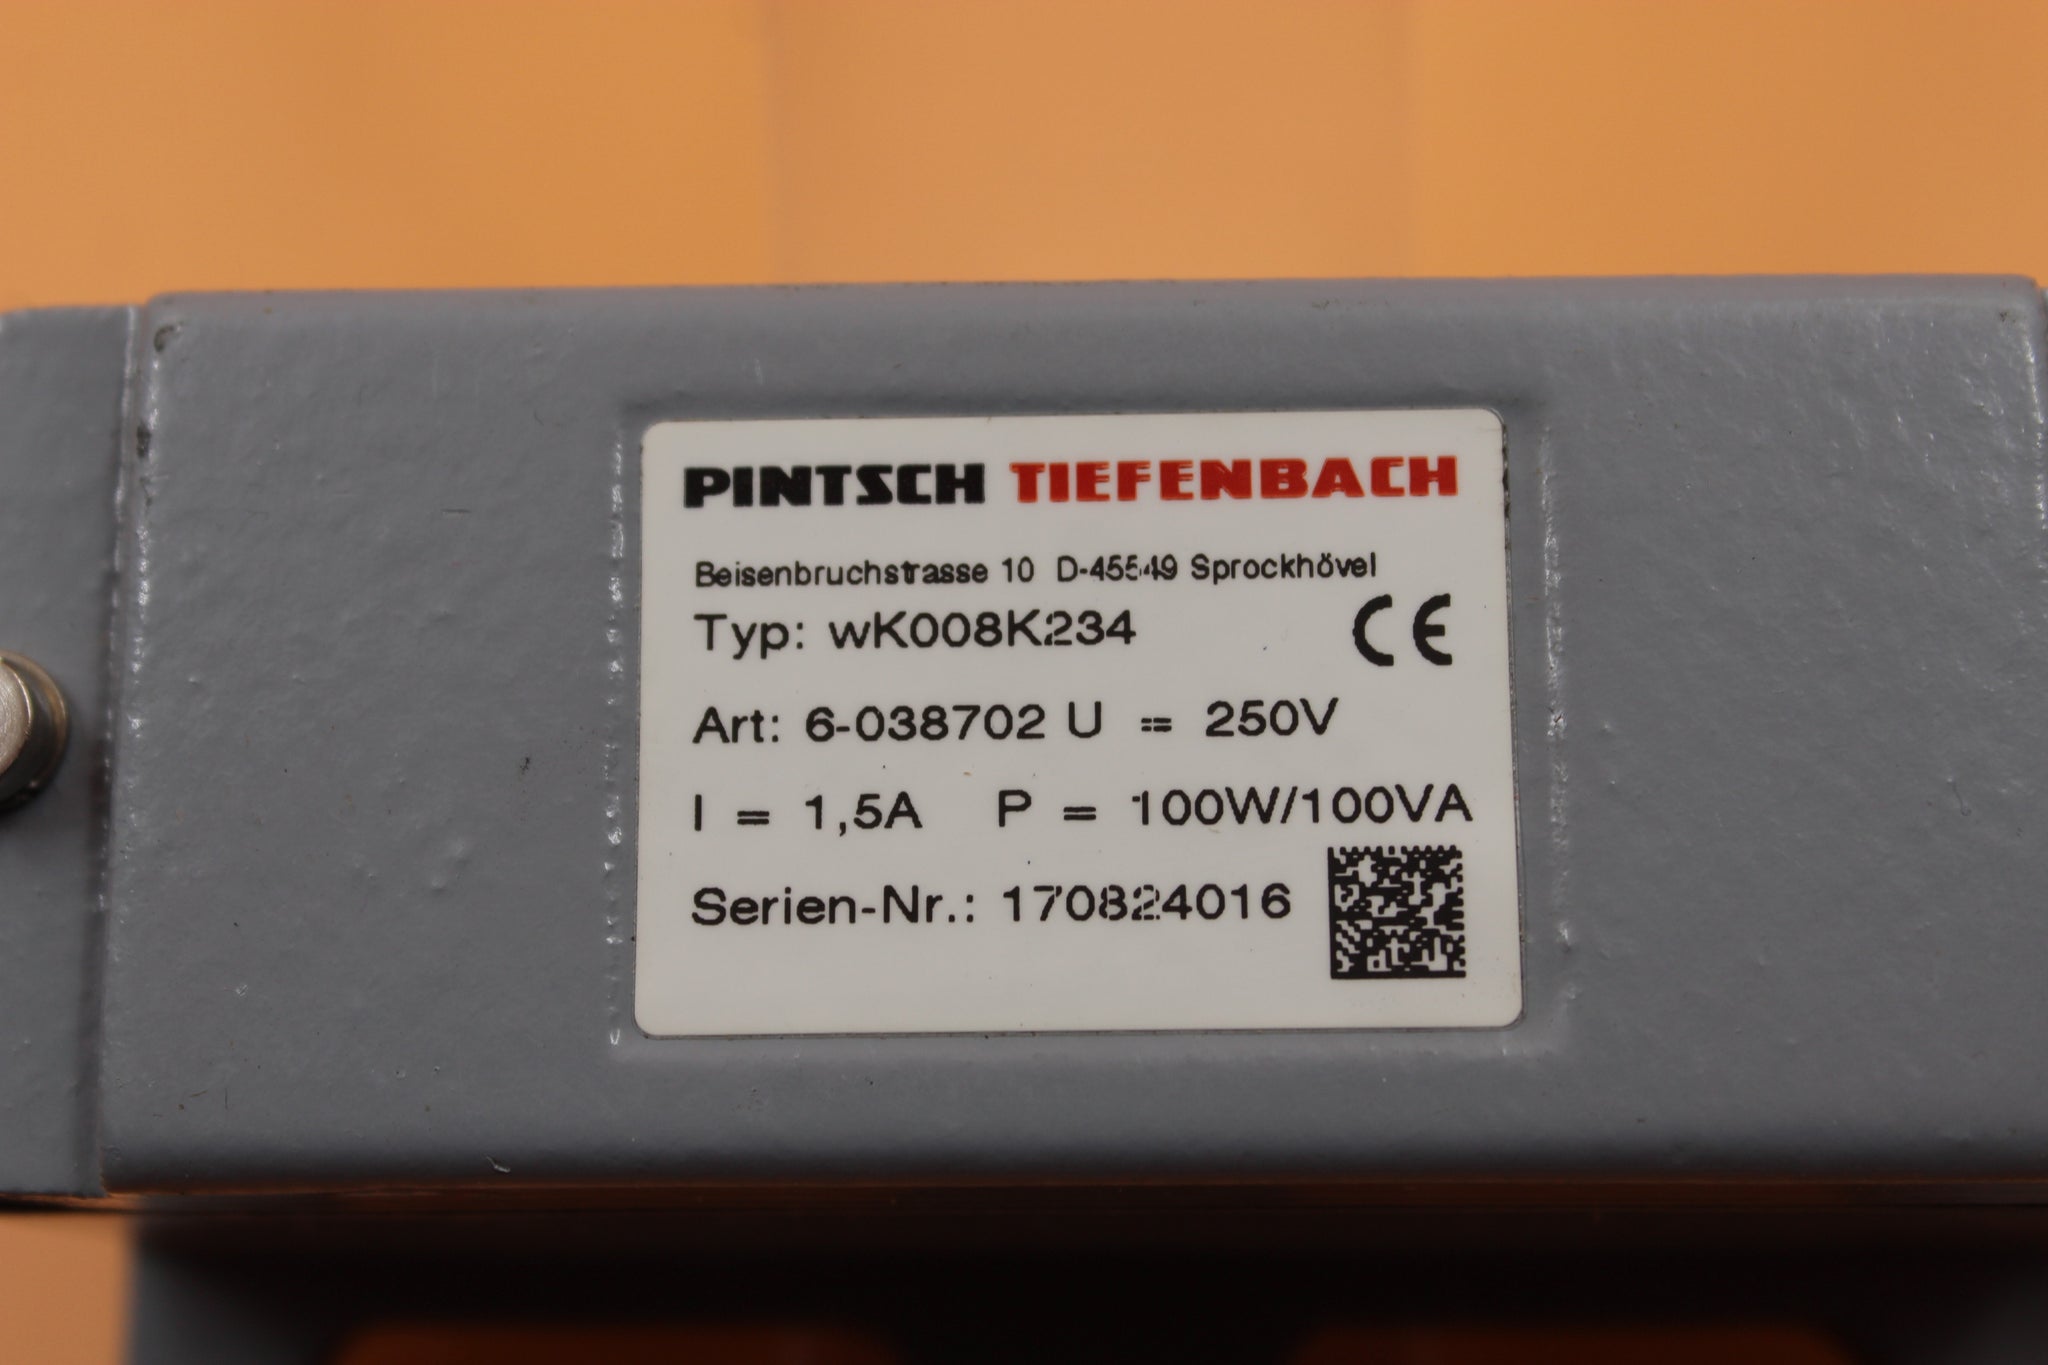 PINTSCH TIEFENBACH
Beisenbruchstrasse 10 D-45549 Sprockhövel
Typ: wK008K234 CE
Art: 6-038702 U = 250V
I = 1,5A P = 100W/100VA
Serien-Nr.: 170824016